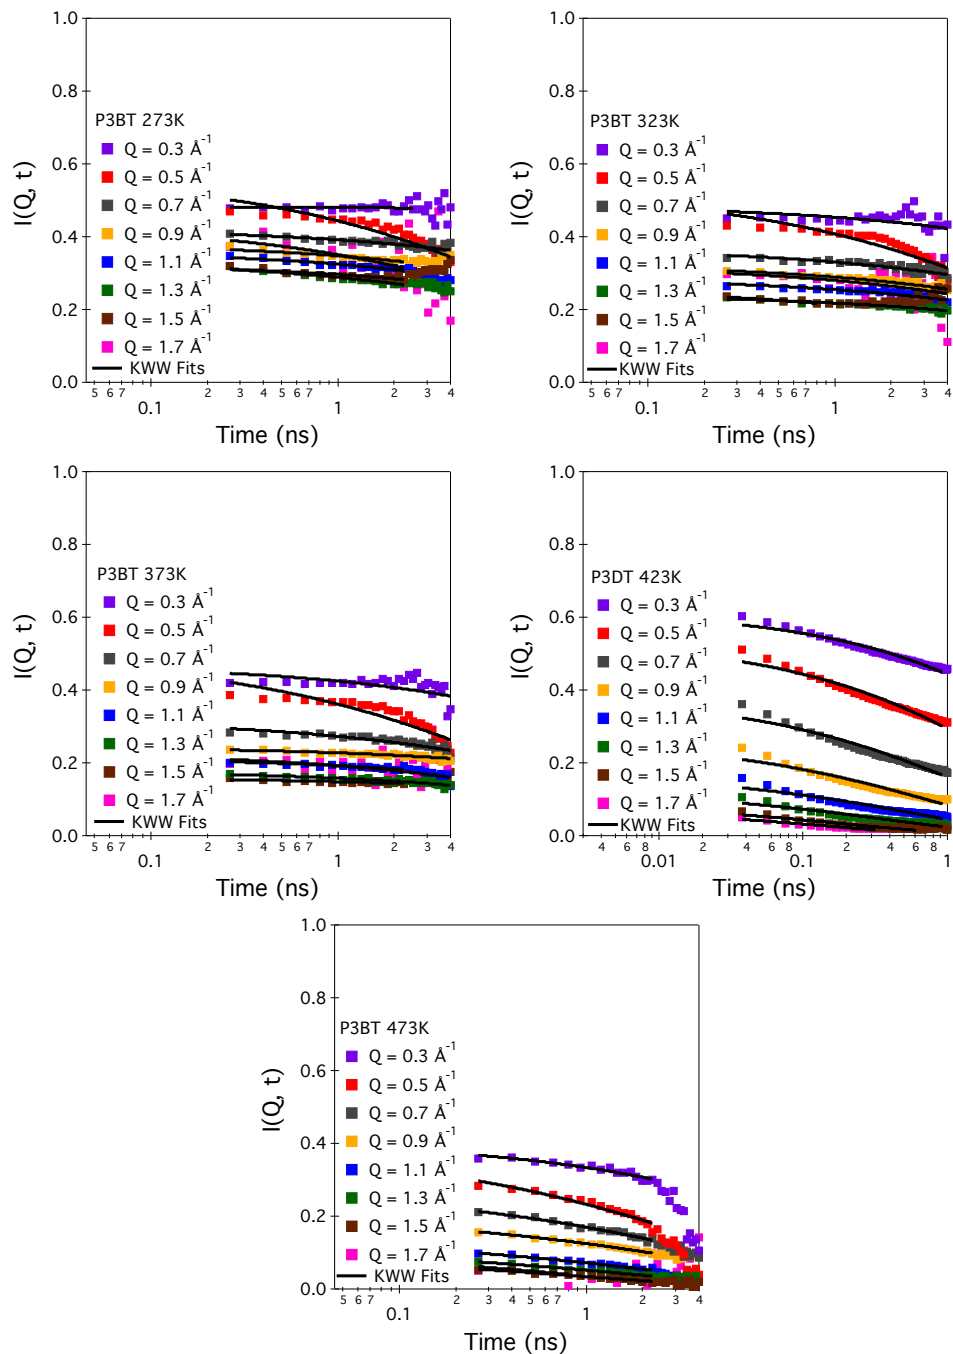 1.0
0.8
0.6
0.4
0.2
0.0
I(Q, t)
P3BT 273K
Q = 0.3 Å⁻¹
Q = 0.5 Å⁻¹
Q = 0.7 Å⁻¹
Q = 0.9 Å⁻¹
Q = 1.1 Å⁻¹
Q = 1.3 Å⁻¹
Q = 1.5 Å⁻¹
Q = 1.7 Å⁻¹
KWW Fits
5 6 7 2 3 4 5 6 7 2 3 4
0.1 1
Time (ns)
1.0
0.8
0.6
0.4
0.2
0.0
I(Q, t)
P3BT 323K
Q = 0.3 Å⁻¹
Q = 0.5 Å⁻¹
Q = 0.7 Å⁻¹
Q = 0.9 Å⁻¹
Q = 1.1 Å⁻¹
Q = 1.3 Å⁻¹
Q = 1.5 Å⁻¹
Q = 1.7 Å⁻¹
KWW Fits
5 6 7 2 3 4 5 6 7 2 3 4
0.1 1
Time (ns)
1.0
0.8
0.6
0.4
0.2
0.0
I(Q, t)
P3BT 373K
Q = 0.3 Å⁻¹
Q = 0.5 Å⁻¹
Q = 0.7 Å⁻¹
Q = 0.9 Å⁻¹
Q = 1.1 Å⁻¹
Q = 1.3 Å⁻¹
Q = 1.5 Å⁻¹
Q = 1.7 Å⁻¹
KWW Fits
5 6 7 2 3 4 5 6 7 2 3 4
0.1 1
Time (ns)
1.0
0.8
0.6
0.4
0.2
0.0
I(Q, t)
P3DT 423K
Q = 0.3 Å⁻¹
Q = 0.5 Å⁻¹
Q = 0.7 Å⁻¹
Q = 0.9 Å⁻¹
Q = 1.1 Å⁻¹
Q = 1.3 Å⁻¹
Q = 1.5 Å⁻¹
Q = 1.7 Å⁻¹
KWW Fits
4 6 8 2 4 6 8 2 4 6 8
0.01 0.1 1
Time (ns)
1.0
0.8
0.6
0.4
0.2
0.0
I(Q, t)
P3BT 473K
Q = 0.3 Å⁻¹
Q = 0.5 Å⁻¹
Q = 0.7 Å⁻¹
Q = 0.9 Å⁻¹
Q = 1.1 Å⁻¹
Q = 1.3 Å⁻¹
Q = 1.5 Å⁻¹
Q = 1.7 Å⁻¹
KWW Fits
5 6 7 2 3 4 5 6 7 2 3 4
0.1 1
Time (ns)